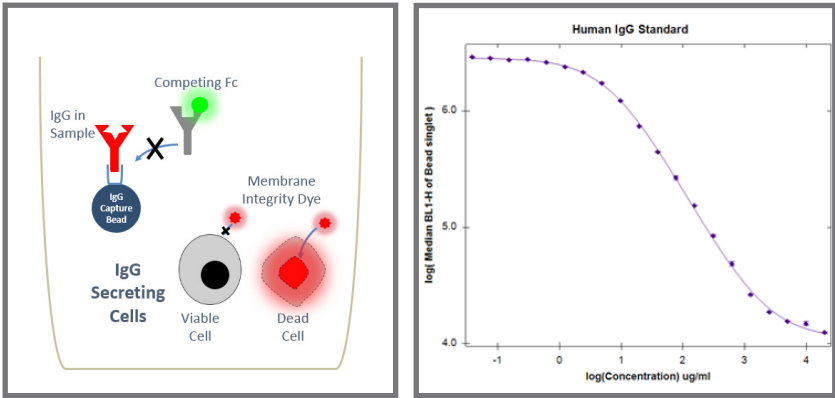 Competing Fc
IgG in
Sample
IgG
Capture
Bead
Membrane
Integrity Dye
IgG
Secreting
Cells
Viable
Cell
Dead
Cell
Human IgG Standard
log( Median BL1-H of Bead singlet )
6.0
5.0
4.0
-1
0
1
2
3
4
log(Concentration) ug/ml